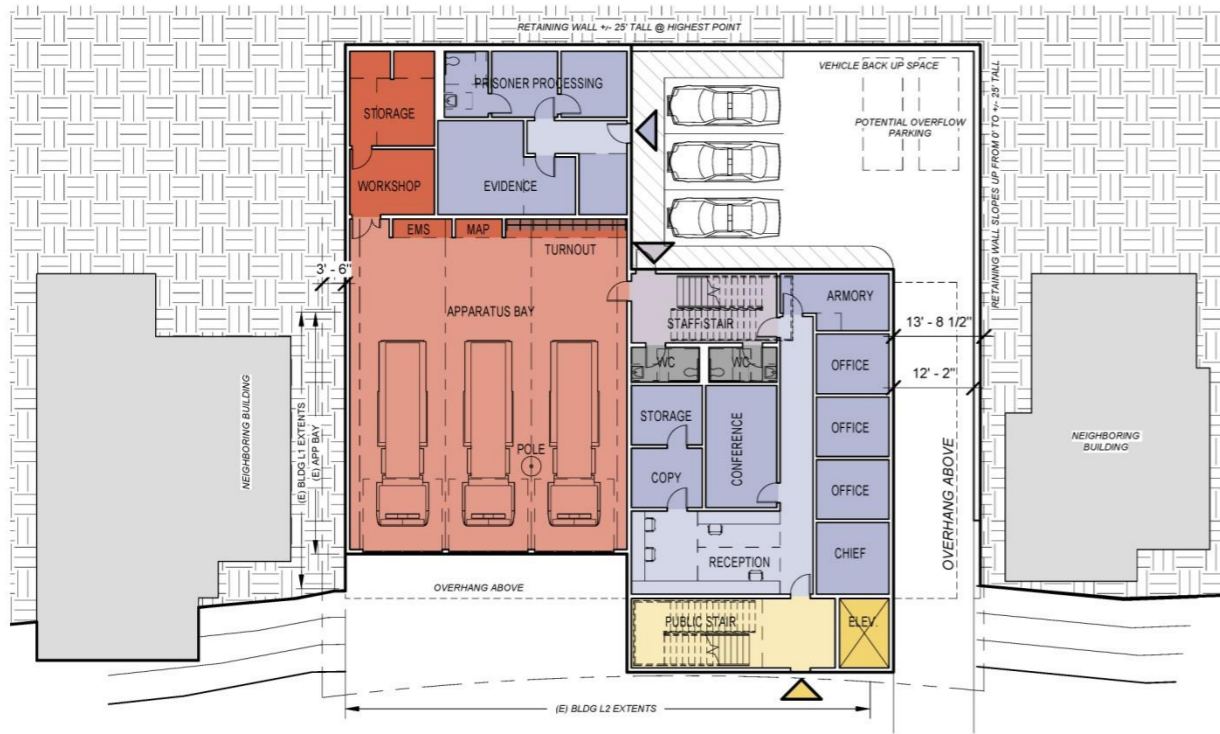 RETAINING WALL +/- 25' TALL @ HIGHEST POINT
PRISONER PROCESSING
VEHICLE BACK UP SPACE
STORAGE
POTENTIAL OVERFLOW
PARKING
RETAINING WALL SLOPES UP FROM 0' TO +/- 25' TALL
WORKSHOP
EVIDENCE
EMS
MAP
TURNOUT
3' - 6"
APPARATUS BAY
STAFF STAIR
ARMORY
13' - 8 1/2"
WC
WC
OFFICE
12' - 2"
NEIGHBORING BUILDING
(E) BLDG L1 EXTENTS
(E) APP BAY
STORAGE
CONFERENCE
OFFICE
NEIGHBORING
BUILDING
POLE
COPY
OFFICE
OVERHANG ABOVE
RECEPTION
CHIEF
OVERHANG ABOVE
PUBLIC STAIR
ELEV.
(E) BLDG L2 EXTENTS